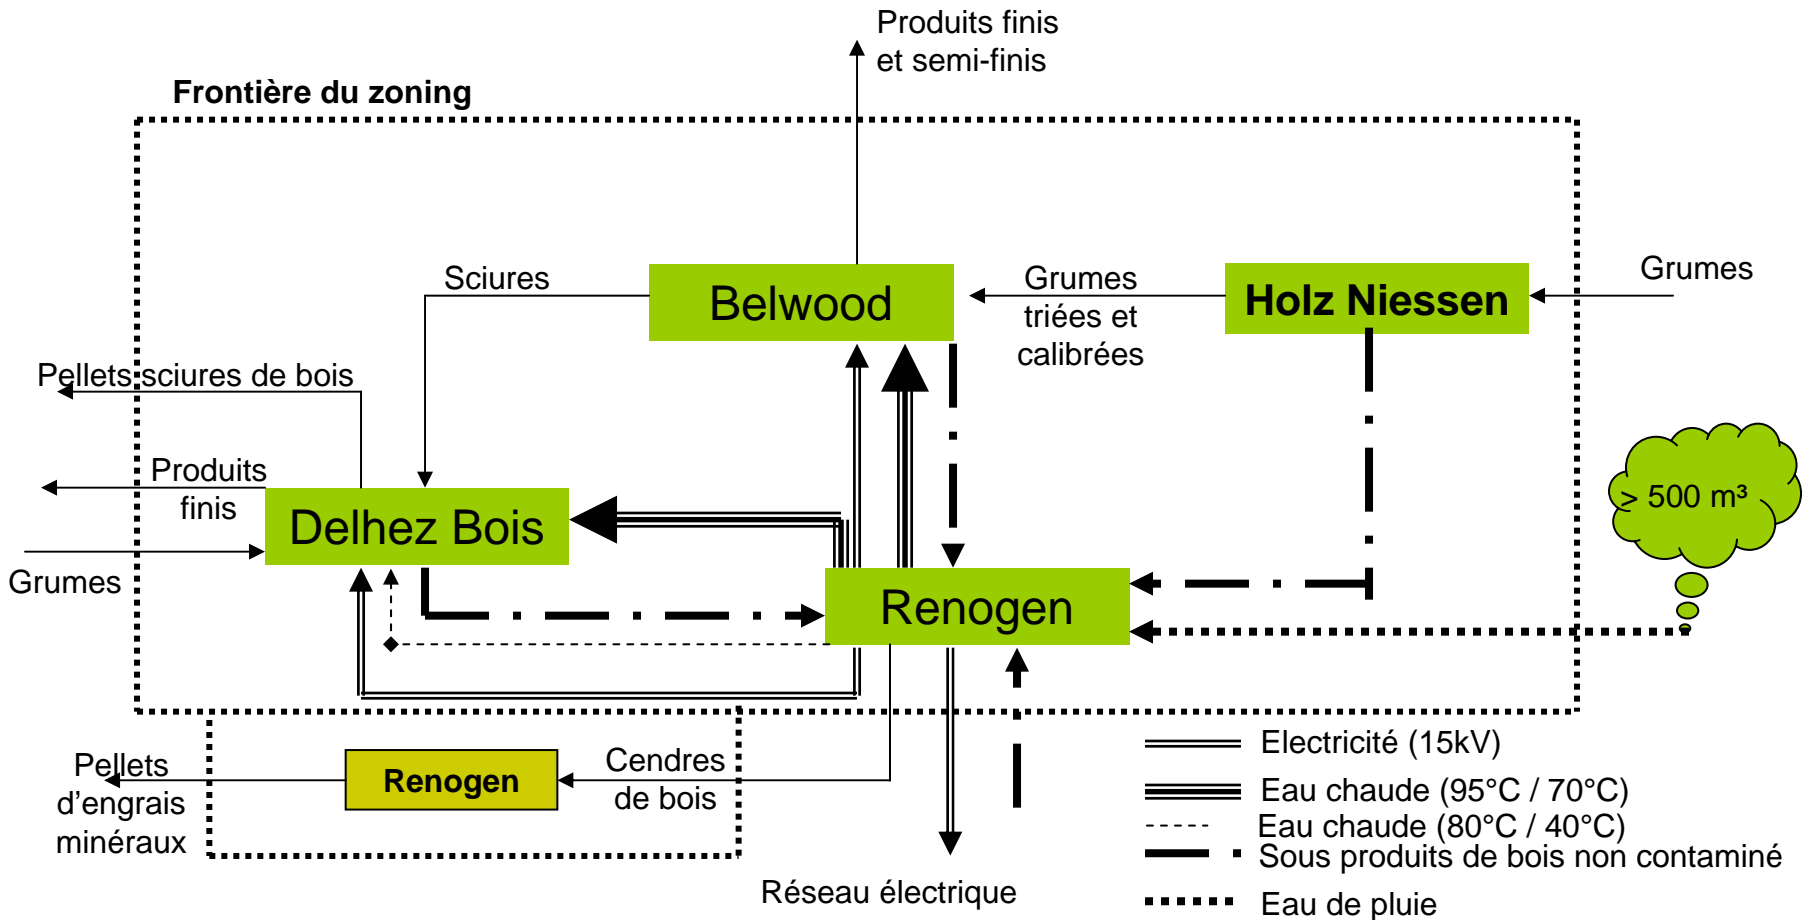 Produits finis
et semi-finis
Frontière du zoning
Sciures
Belwood
Grumes
triées et
calibrées
Holz Niessen
Grumes
Pellets sciures de bois
Produits
finis
Delhez Bois
Grumes
> 500 m³
Renogen
Pellets
d'engrais
minéraux
Renogen
Cendres
de bois
Réseau électrique
Electricité (15kV)
Eau chaude (95°C / 70°C)
Eau chaude (80°C / 40°C)
Sous produits de bois non contaminé
Eau de pluie